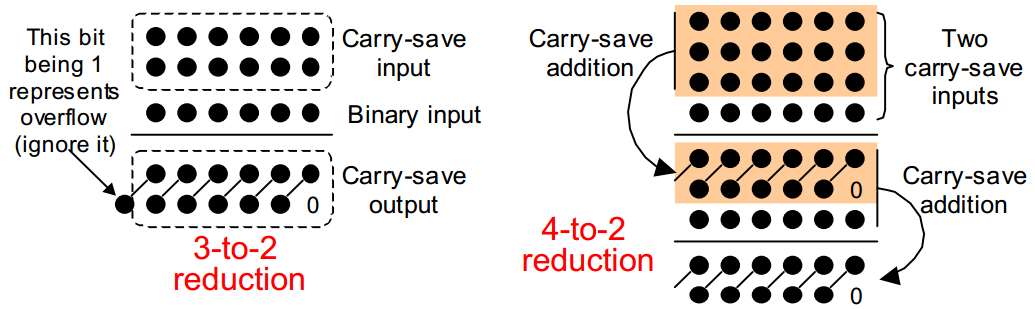 This bit
being 1
represents
overflow
(ignore it)
Carry-save
input
Binary input
Carry-save
output
0
3-to-2
reduction
Carry-save
addition
Two
carry-save
inputs
0
Carry-save
addition
4-to-2
reduction
0